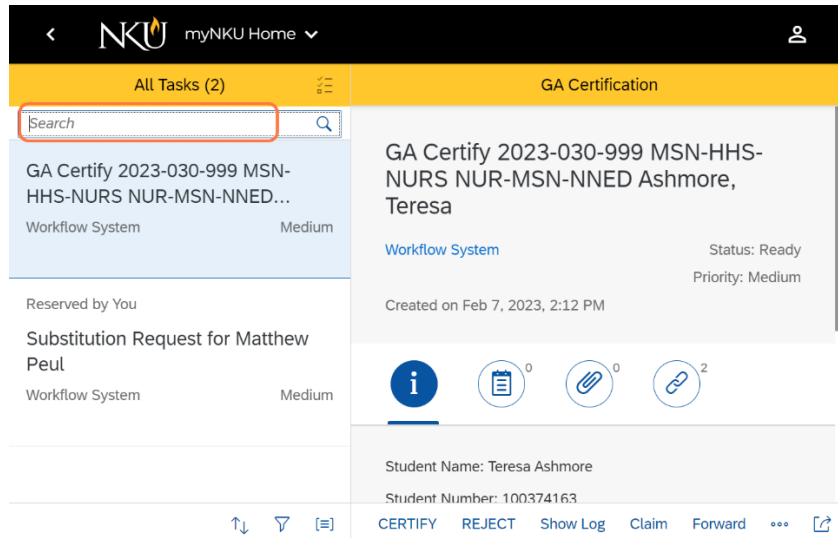 NKU
myNKU Home
All Tasks (2)
Search
GA Certify 2023-030-999 MSN-
HHS-NURS NUR-MSN-NNED...
Workflow System Medium
Reserved by You
Substitution Request for Matthew
Peul
Workflow System Medium
GA Certification
GA Certify 2023-030-999 MSN-HHS-
NURS NUR-MSN-NNED Ashmore,
Teresa
Workflow System Status: Ready
Priority: Medium
Created on Feb 7, 2023, 2:12 PM
i 0 0 2
Student Name: Teresa Ashmore
Student Number: 100374163
CERTIFY REJECT Show Log Claim Forward